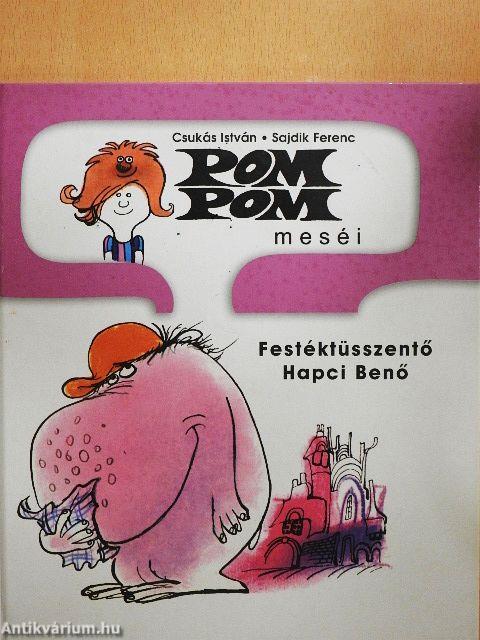 Csukás István • Sajdik Ferenc
POM
POM
meséi
Festéktüsszentő
Hapci Benő
Antikvárium.hu